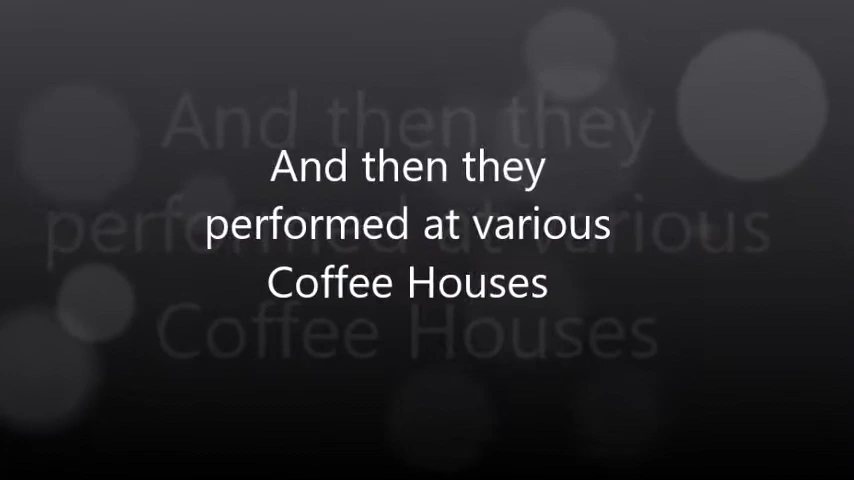 And then they
performed at various
Coffee Houses